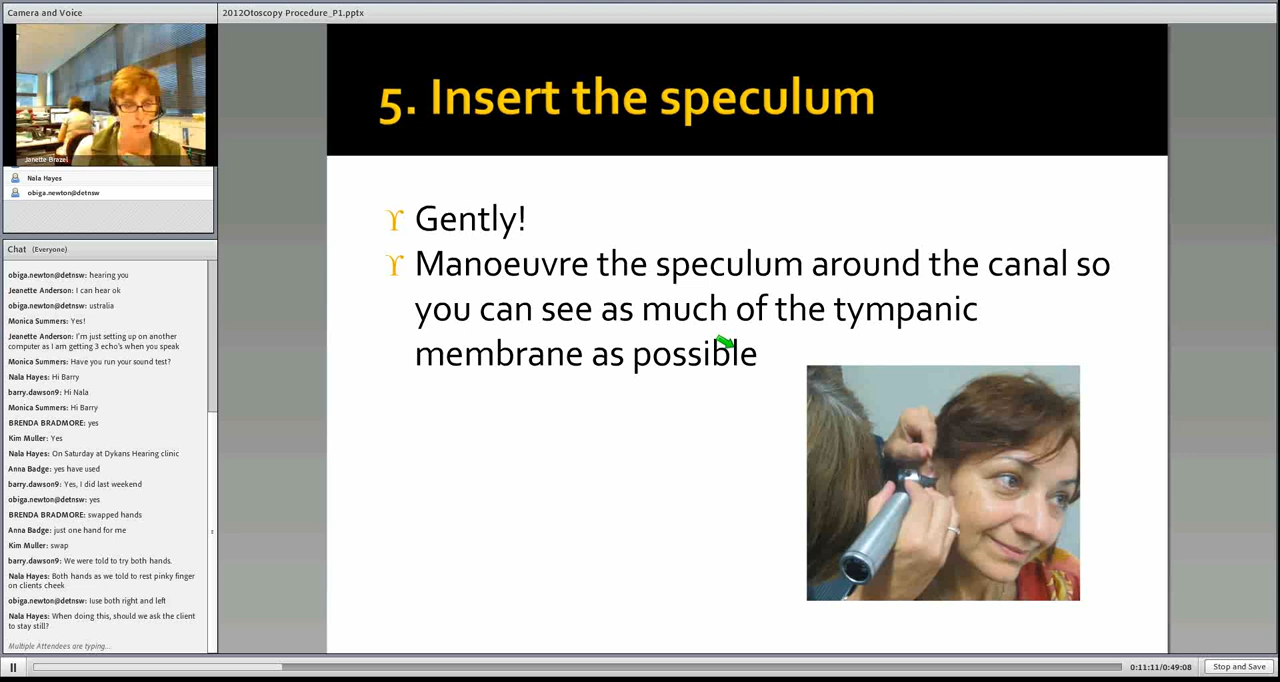 Camera and Voice
2012Otoscopy Procedure_P1.pptx
Janette Brazel
Nala Hayes
obiga.newton@detnsw
Chat (Everyone)
obiga.newton@detnsw: hearing you
Jeanette Anderson: I can hear ok
obiga.newton@detnsw: ustralia
Monica Summers: Yes!
Jeanette Anderson: I'm just setting up on another
computer as I am getting 3 echo's when you speak
Monica Summers: Have you run your sound test?
Nala Hayes: Hi Barry
barry.dawson9: Hi Nala
Monica Summers: Hi Barry
BRENDA BRADMORE: yes
Kim Muller: Yes
Nala Hayes: On Saturday at Dykans Hearing clinic
Anna Badge: yes have used
barry.dawson9: Yes, I did last weekend
obiga.newton@detnsw: yes
BRENDA BRADMORE: swapped hands
Anna Badge: just one hand for me
Kim Muller: swap
barry.dawson9: We were told to try both hands.
Nala Hayes: Both hands as we told to rest pinky finger
on clients cheek
obiga.newton@detnsw: Iuse both right and left
Nala Hayes: When doing this, should we ask the client
to stay still?
Multiple Attendees are typing...
5. Insert the speculum
Gently!
Manoeuvre the speculum around the canal so
you can see as much of the tympanic
membrane as possible
0:11:11/0:49:08
Stop and Save